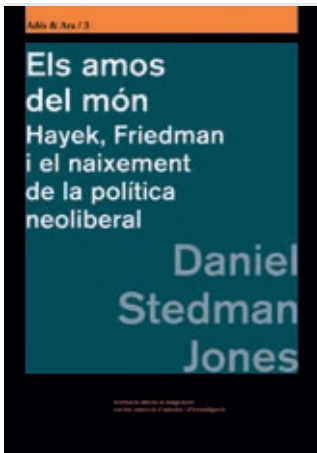 Adés & Ara / 3
Els amos
del món
Hayek, Friedman
i el naixement
de la política
neoliberal
Daniel
Stedman
Jones